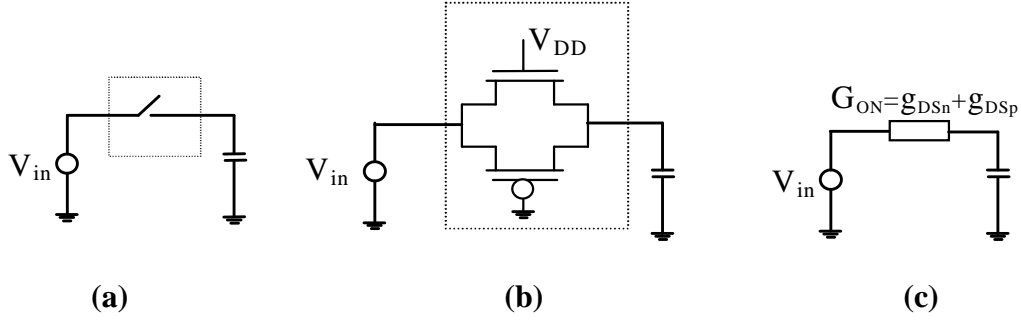 V_in
(a)
V_DD
V_in
(b)
G_ON=g_DSn+g_DSp
V_in
(c)